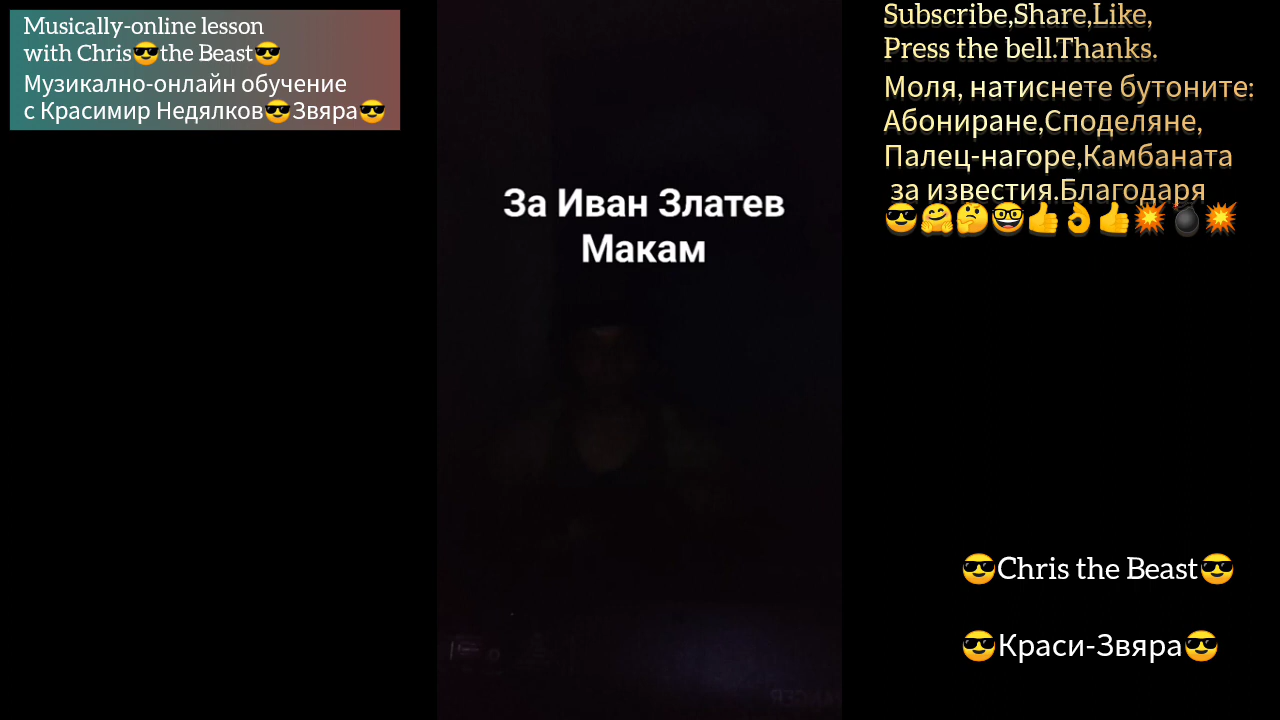 Musically-online lesson
with Chris😎the Beast😎
Музикално-онлайн обучение
с Красимир Недялков😎Звяра😎
За Иван Златев
Макам
Subscribe,Share,Like,
Press the bell.Thanks.
Моля, натиснете бутоните:
Абониране,Споделяне,
Палец-нагоре,Камбаната
за известия.Благодаря
😎🤗🤔🤓👍👌👍💥💣💥
😎Chris the Beast😎
😎Краси-Звяра😎